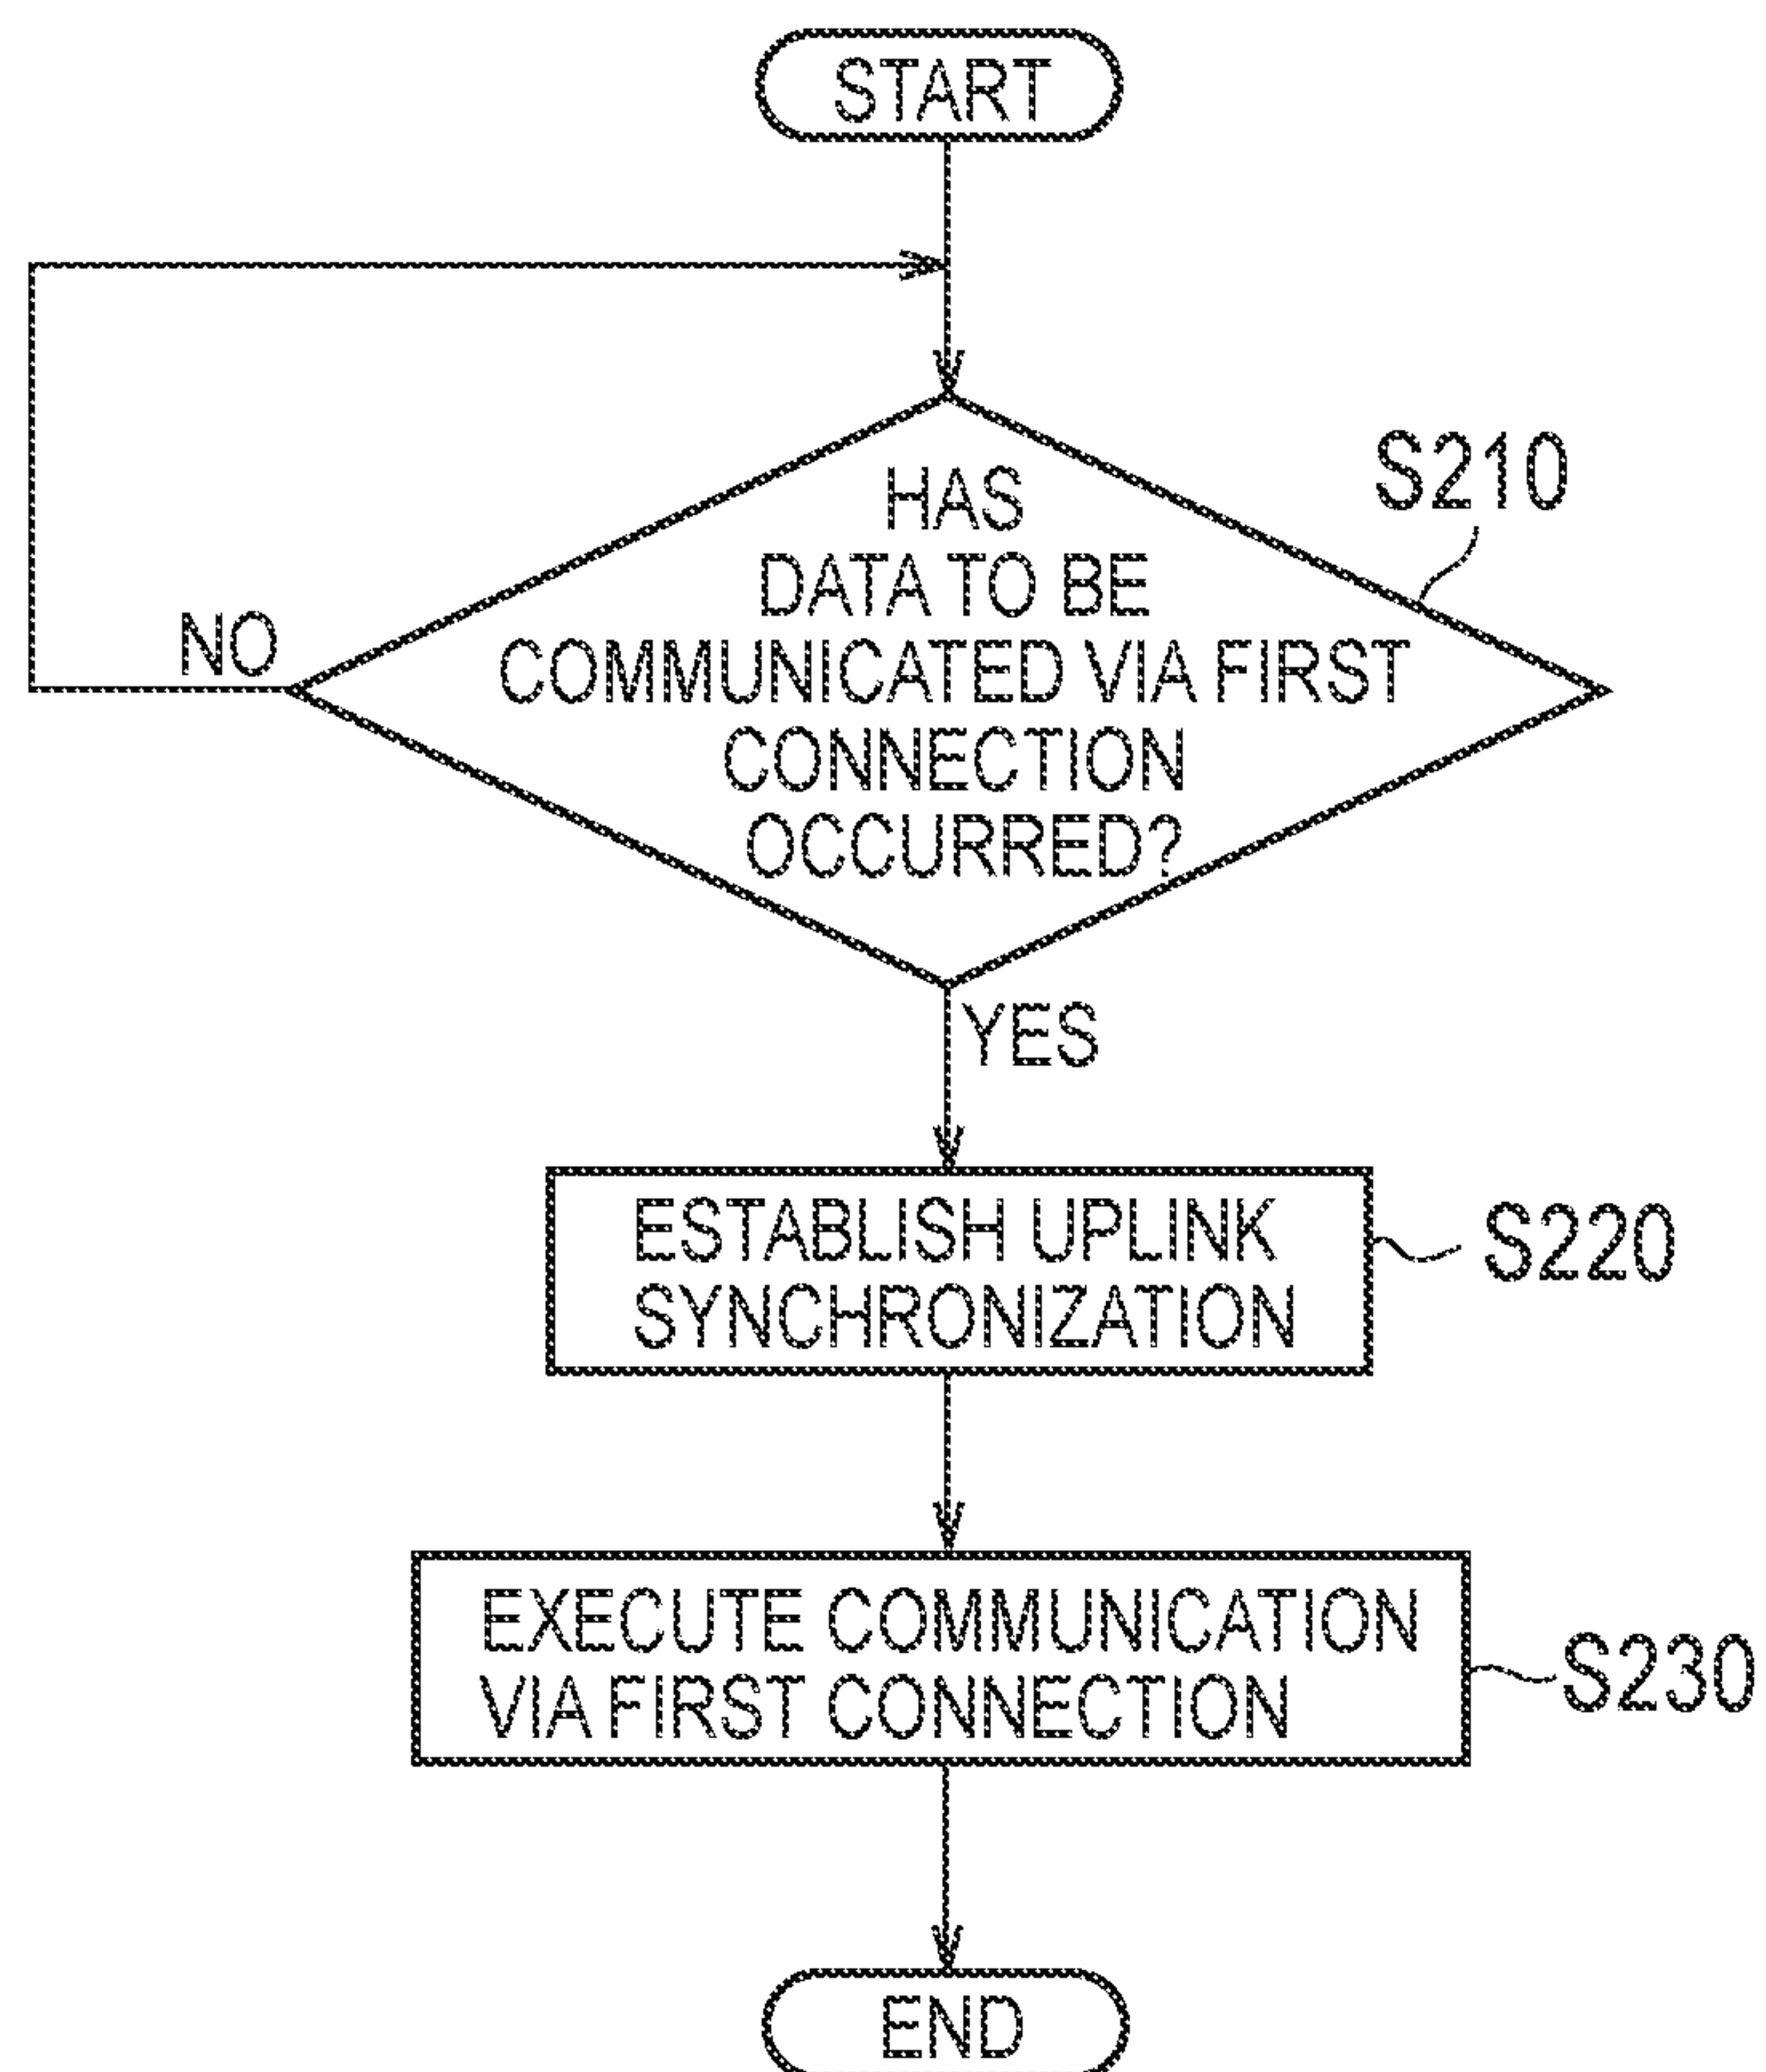 START
HAS
DATA TO BE
COMMUNICATED VIA FIRST
CONNECTION
OCCURRED?
S210
NO
YES
ESTABLISH UPLINK
SYNCHRONIZATION
S220
EXECUTE COMMUNICATION
VIA FIRST CONNECTION
S230
END